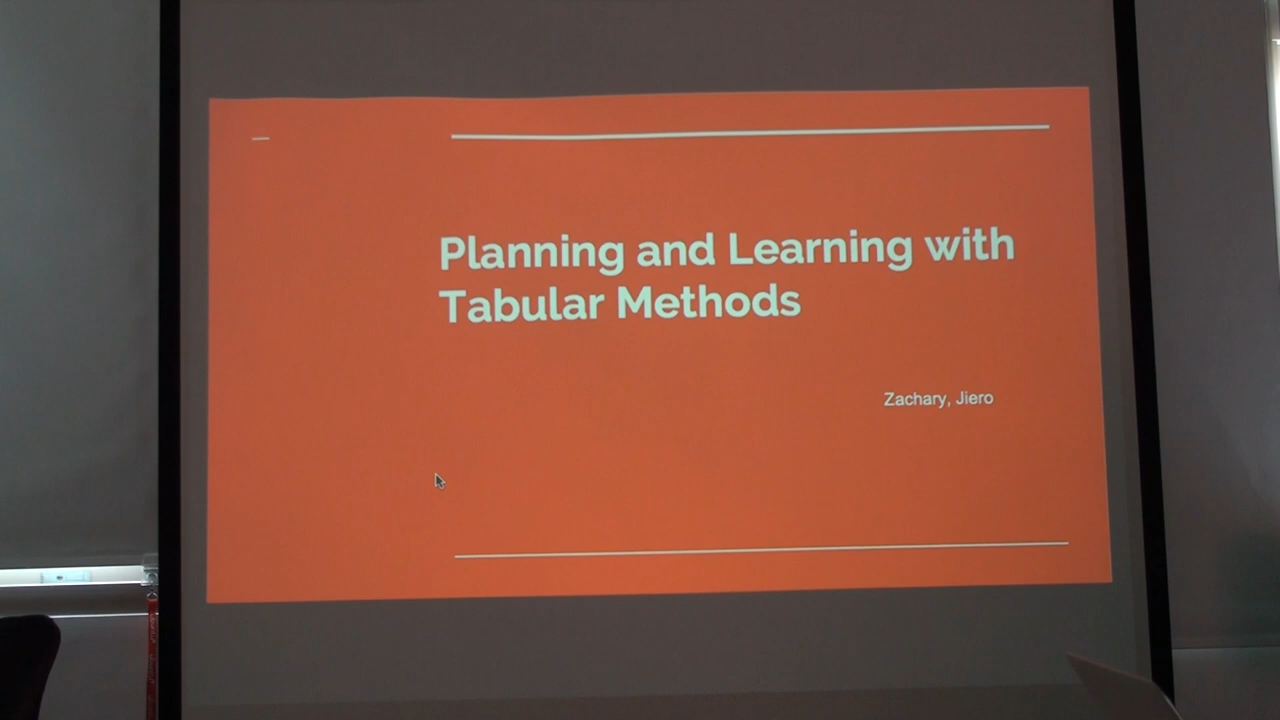 Planning and Learning with
Tabular Methods
Zachary, Jiero